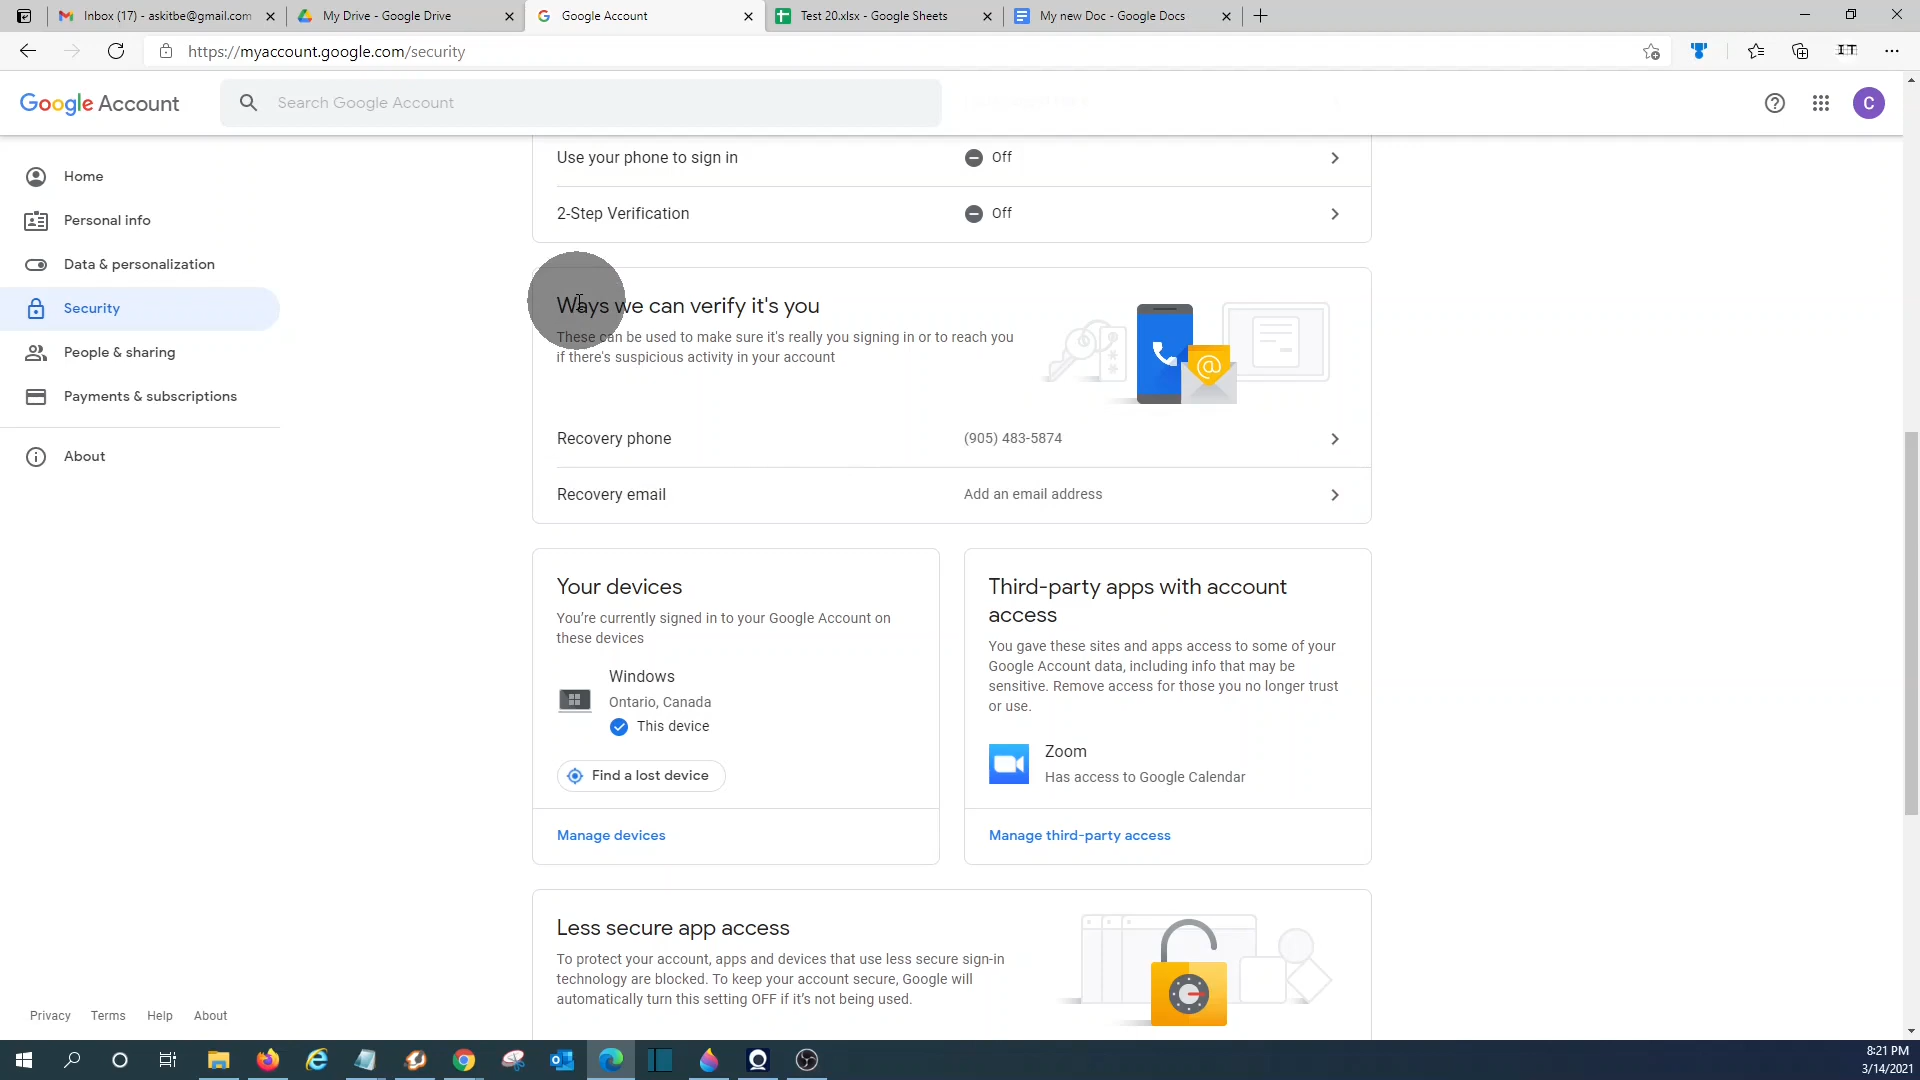 Inbox (17) - askitbe@gmail.com
My Drive - Google Drive
Google Account
Test 20.xlsx - Google Sheets
My new Doc - Google Docs
https://myaccount.google.com/security
IT
Google Account
Search Google Account
C
Home
Personal info
Data & personalization
Security
People & sharing
Payments & subscriptions
About
Use your phone to sign in
Off
2-Step Verification
Off
Ways we can verify it's you
These can be used to make sure it's really you signing in or to reach you
if there's suspicious activity in your account
Recovery phone
(905) 483-5874
Recovery email
Add an email address
Your devices
You're currently signed in to your Google Account on
these devices
Windows
Ontario, Canada
This device
Find a lost device
Manage devices
Third-party apps with account
access
You gave these sites and apps access to some of your
Google Account data, including info that may be
sensitive. Remove access for those you no longer trust
or use.
Zoom
Has access to Google Calendar
Manage third-party access
Less secure app access
To protect your account, apps and devices that use less secure sign-in
technology are blocked. To keep your account secure, Google will
automatically turn this setting OFF if it's not being used.
Privacy
Terms
Help
About
8:21 PM
3/14/2021